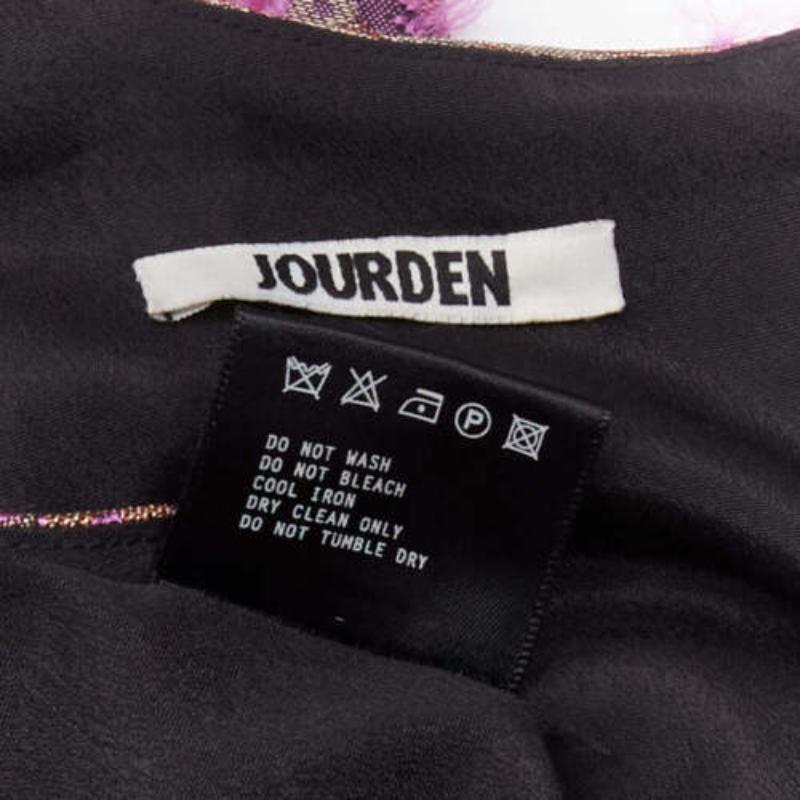 JOURDEN
P
DO NOT WASH
DO NOT BLEACH
COOL IRON
DRY CLEAN ONLY
DO NOT TUMBLE DRY